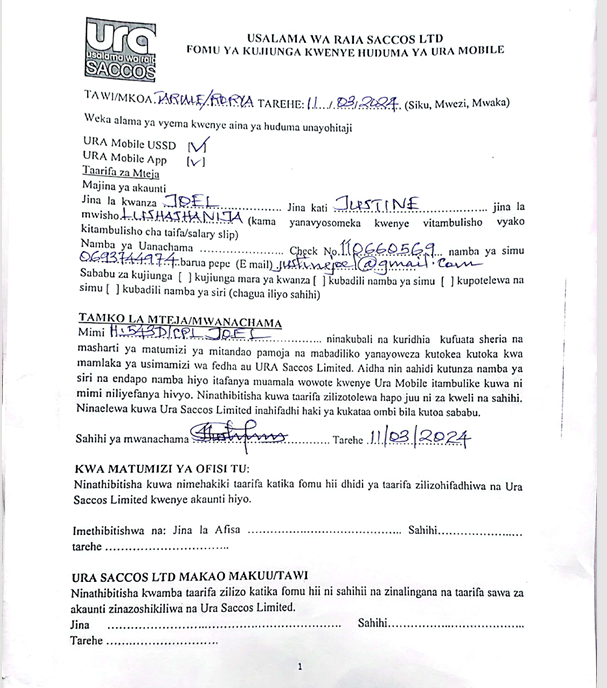 ura
usalama wa raia
SACCOS
USALAMA WA RAIA SACCOS LTD
FOMU YA KUJIUNGA KWENYE HUDUMA YA URA MOBILE
TAWI/MKOA. TARIME/RORYA TAREHE: 11/03/2024 (Siku, Mwezi, Mwaka)
Weka alama ya vyema kwenye aina ya huduma unayohitaji
URA Mobile USSD [✓]
URA Mobile App [✓]
Taarifa za Mteja
Majina ya akaunti
Jina la kwanza JOEL Jina kati JUSTINE jina la
mwisho LUSHASHANIJA (kama yanavyosomeka kwenye vitambulisho vyako
kitambulisho cha taifa/salary slip)
Namba ya Uanachama .................... Check No. 110660569 namba ya simu
0693744974 barua pepe (E mail) justinepel@gmail.com
Sababu za kujiunga [ ] kujiunga mara ya kwanza [ ] kubadili namba ya simu [ ] kupotelewa na
simu [ ] kubadili namba ya siri (chagua iliyo sahihi)
TAMKO LA MTEJA/MWANACHAMA
Mimi H.543D/CPL JOEL ninakubali na kuridhia kufuata sheria na
masharti ya matumizi ya mitandao pamoja na mabadiliko yanayoweza kutokea kutoka kwa
mamlaka ya usimamizi wa fedha au URA Saccos Limited. Aidha nin aahidi kutunza namba ya
siri na endapo namba hiyo itafanya muamala wowote kwenye Ura Mobile itambulike kuwa ni
mimi niliyefanya hivyo. Ninathibitisha kuwa taarifa zilizotolewa hapo juu ni za kweli na sahihi.
Ninaelewa kuwa Ura Saccos Limited inahifadhi haki ya kukataa ombi bila kutoa sababu.
Sahihi ya mwanachama .................... Tarehe 11/03/2024
KWA MATUMIZI YA OFISI TU:
Ninathibitisha kuwa nimehakiki taarifa katika fomu hii dhidi ya taarifa zilizohifadhiwa na Ura
Saccos Limited kwenye akaunti hiyo.
Imethibitishwa na: Jina la Afisa ........................................ Sahihi......................
tarehe ................................
URA SACCOS LTD MAKAO MAKUU/TAWI
Ninathibitisha kwamba taarifa zilizo katika fomu hii ni sahihii na zinalingana na taarifa sawa za
akaunti zinazoshikiliwa na Ura Saccos Limited.
Jina ........................................................ Sahihi................................
Tarehe ............................
1